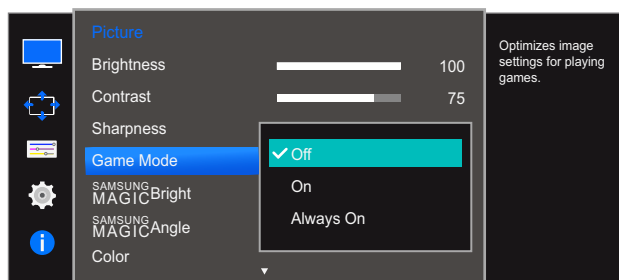 Picture
Brightness 100
Contrast 75
Sharpness
Game Mode
SAMSUNG
MAGICBright
SAMSUNG
MAGICAngle
Color
Off
On
Always On
Optimizes image
settings for playing
games.